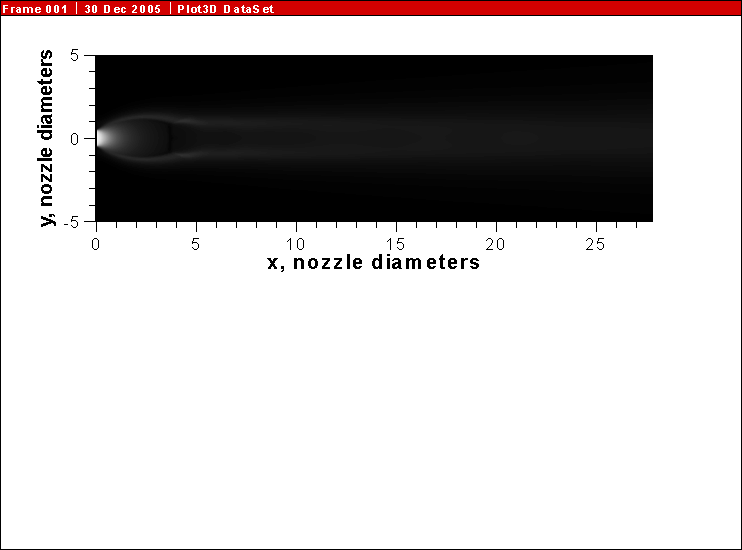 Frame 001 | 30 Dec 2005 | Plot3D DataSet
5
0
-5
y, nozzle diameters
0 5 10 15 20 25
x, nozzle diameters